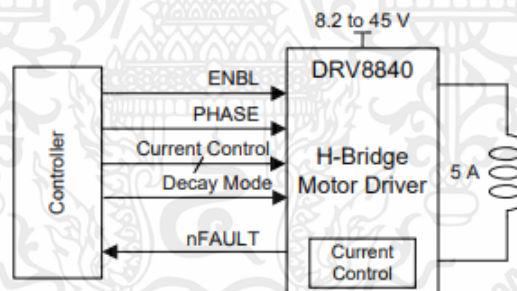 8.2 to 45 V
DRV8840
ENBL
PHASE
Current Control
Decay Mode
nFAULT
Controller
H-Bridge
Motor Driver
5 A
Current
Control